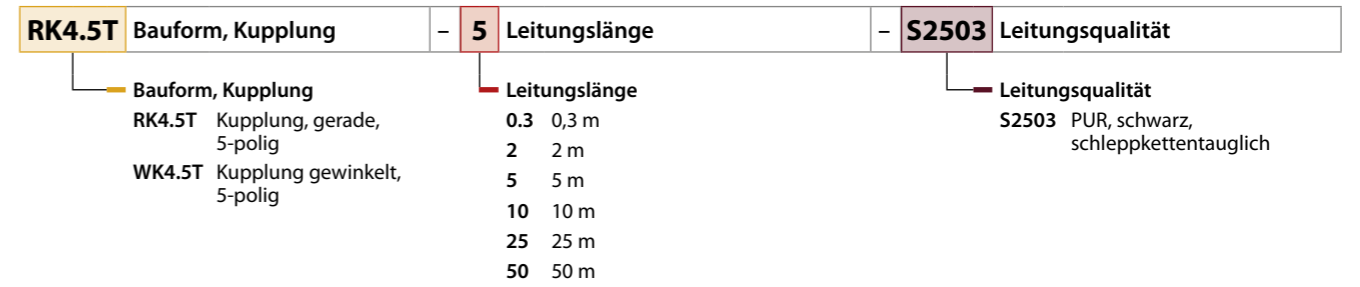 RK4.5T Bauform, Kupplung – 5 Leitungslänge – S2503 Leitungsqualität
Bauform, Kupplung
RK4.5T Kupplung, gerade,
5-polig
WK4.5T Kupplung gewinkelt,
5-polig
Leitungslänge
0.3 0,3 m
2 2 m
5 5 m
10 10 m
25 25 m
50 50 m
Leitungsqualität
S2503 PUR, schwarz,
schleppkettentauglich